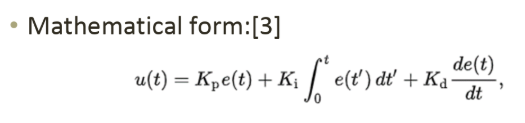 • Mathematical form:[3]
u(t) = K_p e(t) + K_i ∫_0^t e(t′) dt′ + K_d de(t)/dt,